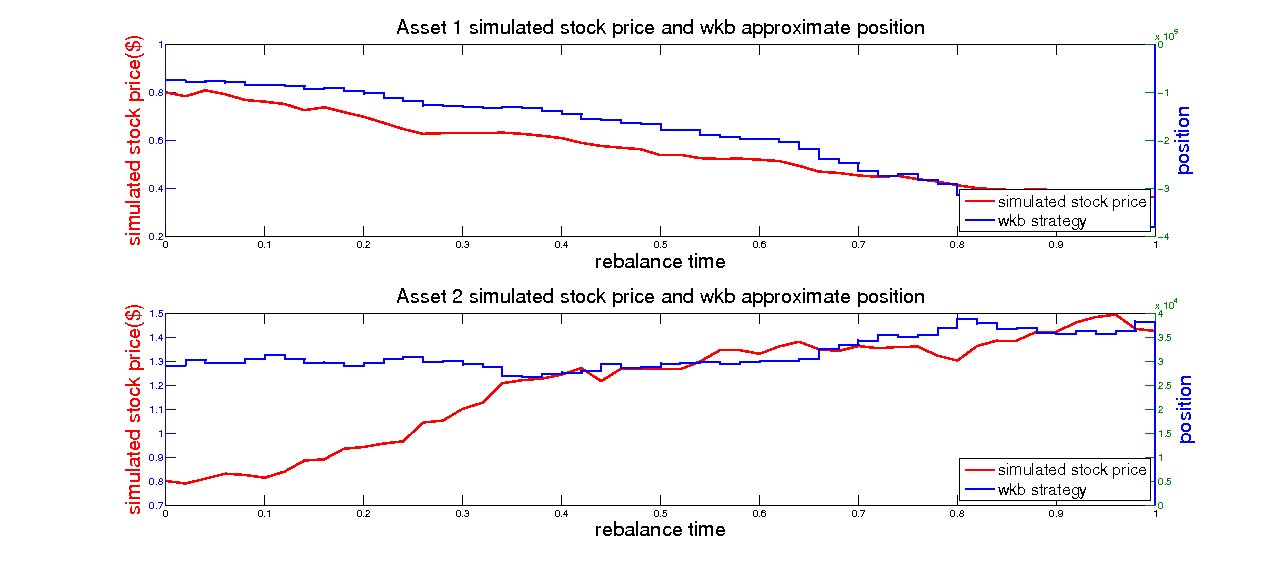 Asset 1 simulated stock price and wkb approximate position
x 10^5
1
0.8
0.6
0.4
0.2
0
-1
-2
-3
-4
simulated stock price($)
position
simulated stock price
wkb strategy
0 0.1 0.2 0.3 0.4 0.5 0.6 0.7 0.8 0.9 1
rebalance time
Asset 2 simulated stock price and wkb approximate position
x 10^4
1.5
1.4
1.3
1.2
1.1
1
0.9
0.8
0.7
4
3.5
3
2.5
2
1.5
1
0.5
0
simulated stock price($)
position
simulated stock price
wkb strategy
0 0.1 0.2 0.3 0.4 0.5 0.6 0.7 0.8 0.9 1
rebalance time